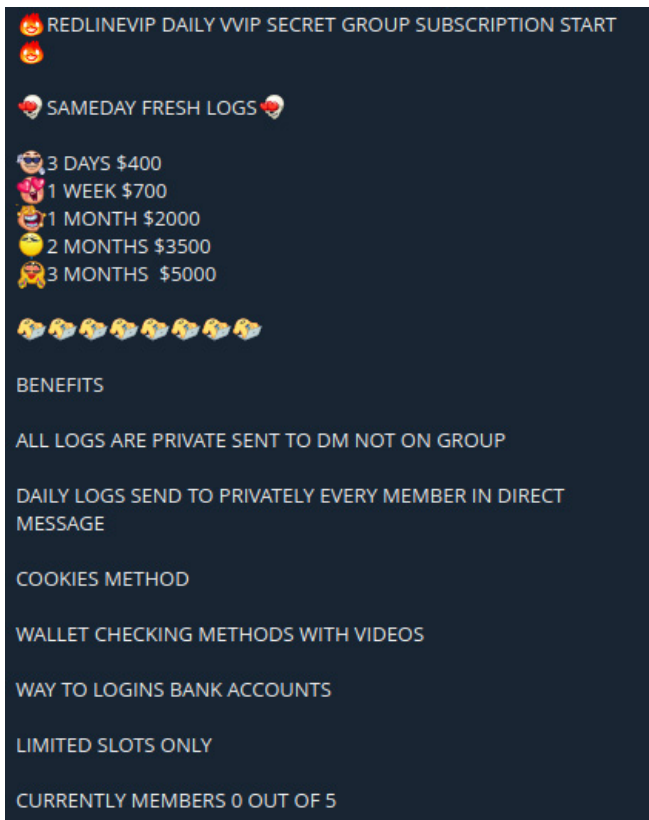 REDLINEVIP DAILY VVIP SECRET GROUP SUBSCRIPTION START
SAMEDAY FRESH LOGS
3 DAYS $400
1 WEEK $700
1 MONTH $2000
2 MONTHS $3500
3 MONTHS $5000
BENEFITS
ALL LOGS ARE PRIVATE SENT TO DM NOT ON GROUP
DAILY LOGS SEND TO PRIVATELY EVERY MEMBER IN DIRECT
MESSAGE
COOKIES METHOD
WALLET CHECKING METHODS WITH VIDEOS
WAY TO LOGINS BANK ACCOUNTS
LIMITED SLOTS ONLY
CURRENTLY MEMBERS 0 OUT OF 5